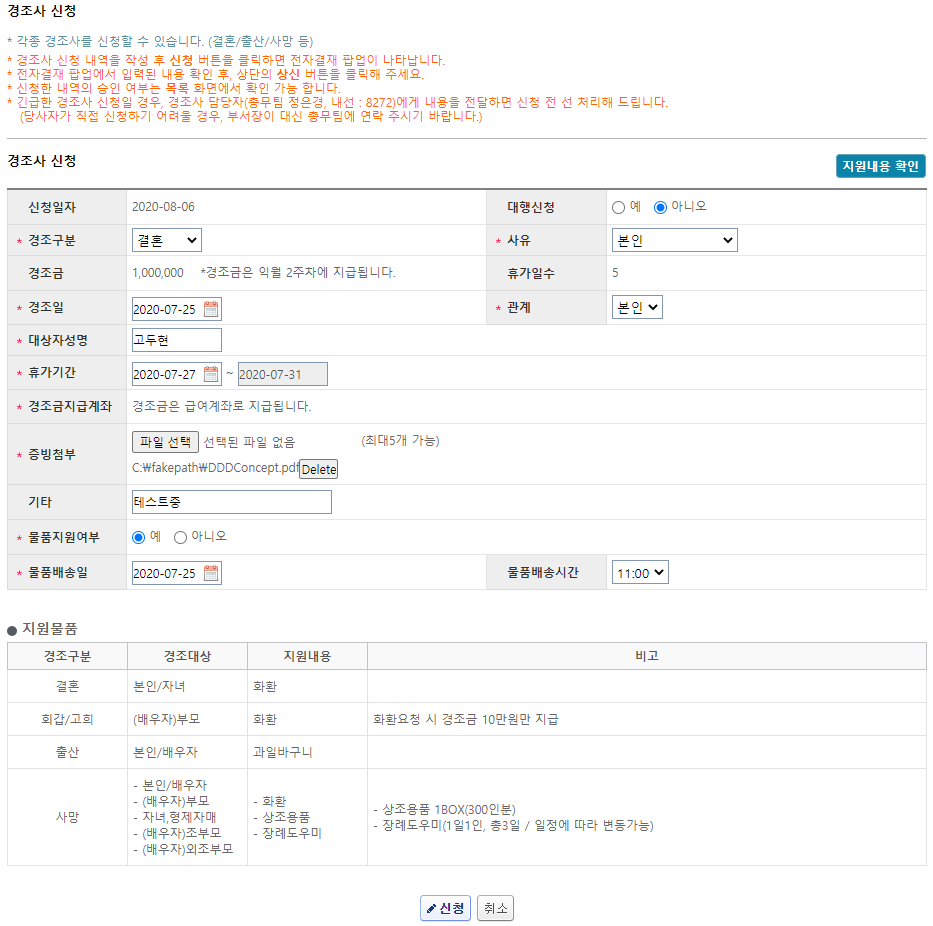 경조사 신청
* 각종 경조사를 신청할 수 있습니다. (결혼/출산/사망 등)
* 경조사 신청 내역을 작성 후 신청 버튼을 클릭하면 전자결재 팝업이 나타납니다.
* 전자결재 팝업에서 입력된 내용 확인 후, 상단의 상신 버튼을 클릭해 주세요.
* 신청한 내역의 승인 여부는 목록 화면에서 확인 가능 합니다.
* 긴급한 경조사 신청일 경우, 경조사 담당자(총무팀 정은경, 내선 : 8272)에게 내용을 전달하면 신청 전 선 처리해 드립니다.
(당사자가 직접 신청하기 어려울 경우, 부서장이 대신 총무팀에 연락 주시기 바랍니다.)
경조사 신청
지원내용 확인
신청일자 2020-08-06 대행신청 예 아니오
* 경조구분 결혼 * 사유 본인
경조금 1,000,000 *경조금은 익월 2주차에 지급됩니다. 휴가일수 5
* 경조일 2020-07-25 * 관계 본인
* 대상자성명 고두현
* 휴가기간 2020-07-27 ~ 2020-07-31
* 경조금지급계좌 경조금은 급여계좌로 지급됩니다.
* 증빙첨부 파일 선택 선택된 파일 없음 (최대5개 가능)
C:₩fakepath₩DDDConcept.pdf Delete
기타 테스트중
* 물품지원여부 예 아니오
* 물품배송일 2020-07-25 물품배송시간 11:00
● 지원물품
경조구분 경조대상 지원내용 비고
결혼 본인/자녀 화환
회갑/고희 (배우자)부모 화환 화환요청 시 경조금 10만원만 지급
출산 본인/배우자 과일바구니
사망
- 본인/배우자
- (배우자)부모
- 자녀,형제자매
- (배우자)조부모
- (배우자)외조부모
- 화환
- 상조용품
- 장례도우미
- 상조용품 1BOX(300인분)
- 장례도우미(1일1인, 총3일 / 일정에 따라 변동가능)
신청 취소